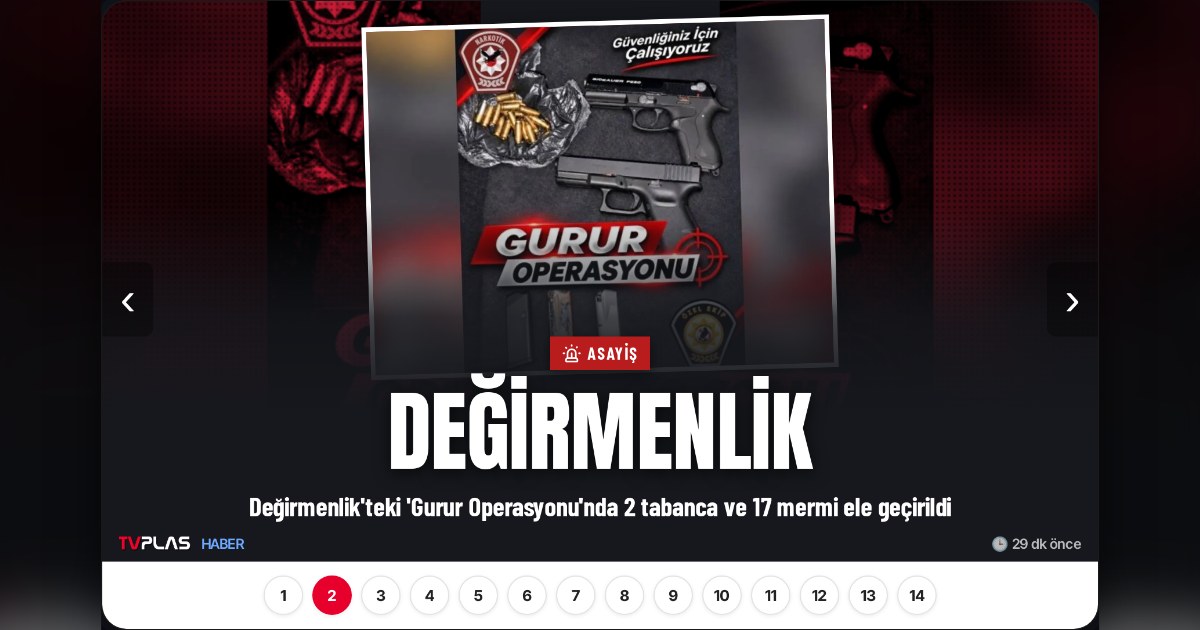 NARKOTİK
Güvenliğiniz İçin
Çalışıyoruz
GURUR
OPERASYONU
ÖZEL EKİP
ASAYİŞ
DEĞİRMENLİK
Değirmenlik'teki 'Gurur Operasyonu'nda 2 tabanca ve 17 mermi ele geçirildi
TVPLAS HABER
29 dk önce
1 2 3 4 5 6 7 8 9 10 11 12 13 14